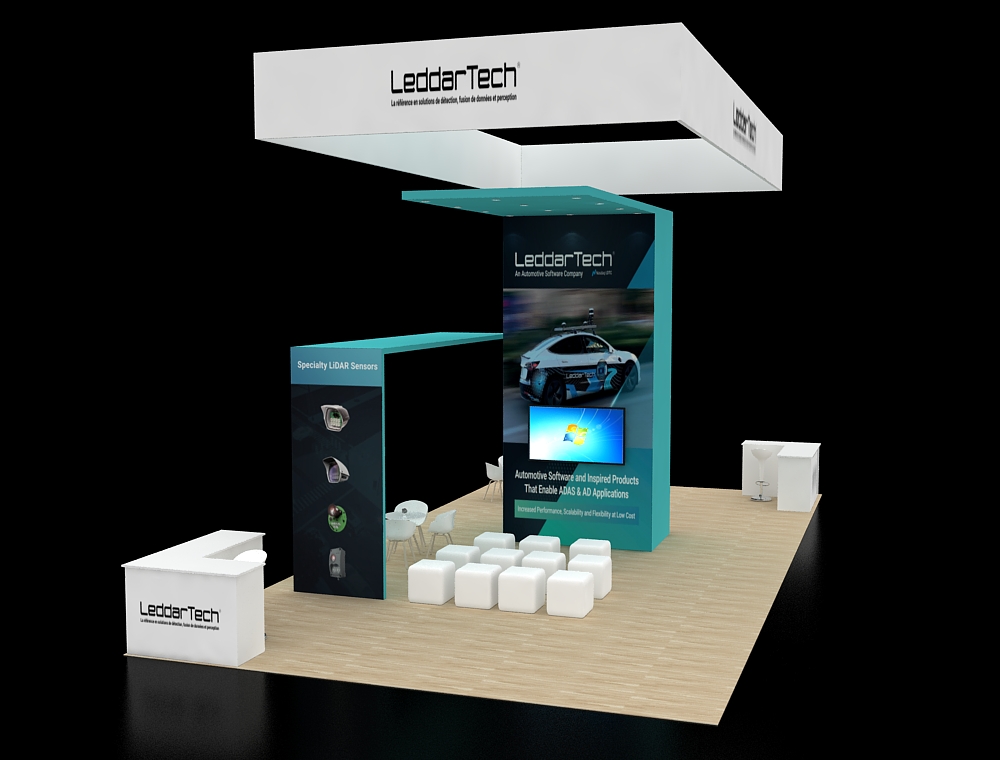 LeddarTech®
La référence en solutions de détection, fusion de données et perception
LeddarTech
LeddarTech®
An Automotive Software Company
LeddarTech
Specialty LiDAR Sensors
Automotive Software and Inspired Products
That Enable ADAS & AD Applications
Increased Performance, Scalability and Flexibility at Low Cost
LeddarTech®
La référence en solutions de détection, fusion de données et perception